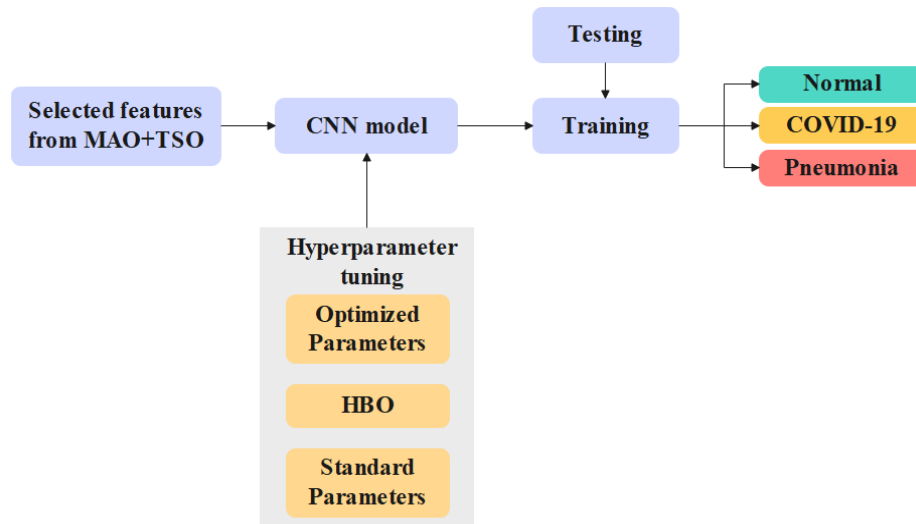 Testing
Selected features
from MAO+TSO
CNN model
Training
Normal
COVID-19
Pneumonia
Hyperparameter
tuning
Optimized
Parameters
HBO
Standard
Parameters